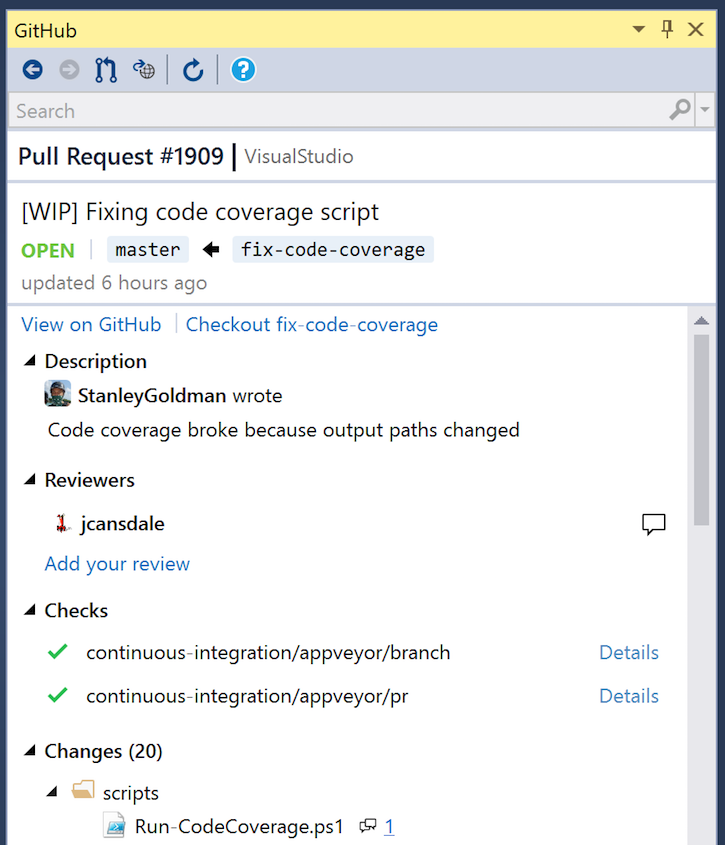 GitHub
Search
Pull Request #1909 | VisualStudio
[WIP] Fixing code coverage script
OPEN master fix-code-coverage
updated 6 hours ago
View on GitHub Checkout fix-code-coverage
Description
StanleyGoldman wrote
Code coverage broke because output paths changed
Reviewers
jcansdale
Add your review
Checks
continuous-integration/appveyor/branch Details
continuous-integration/appveyor/pr Details
Changes (20)
scripts
Run-CodeCoverage.ps1 1